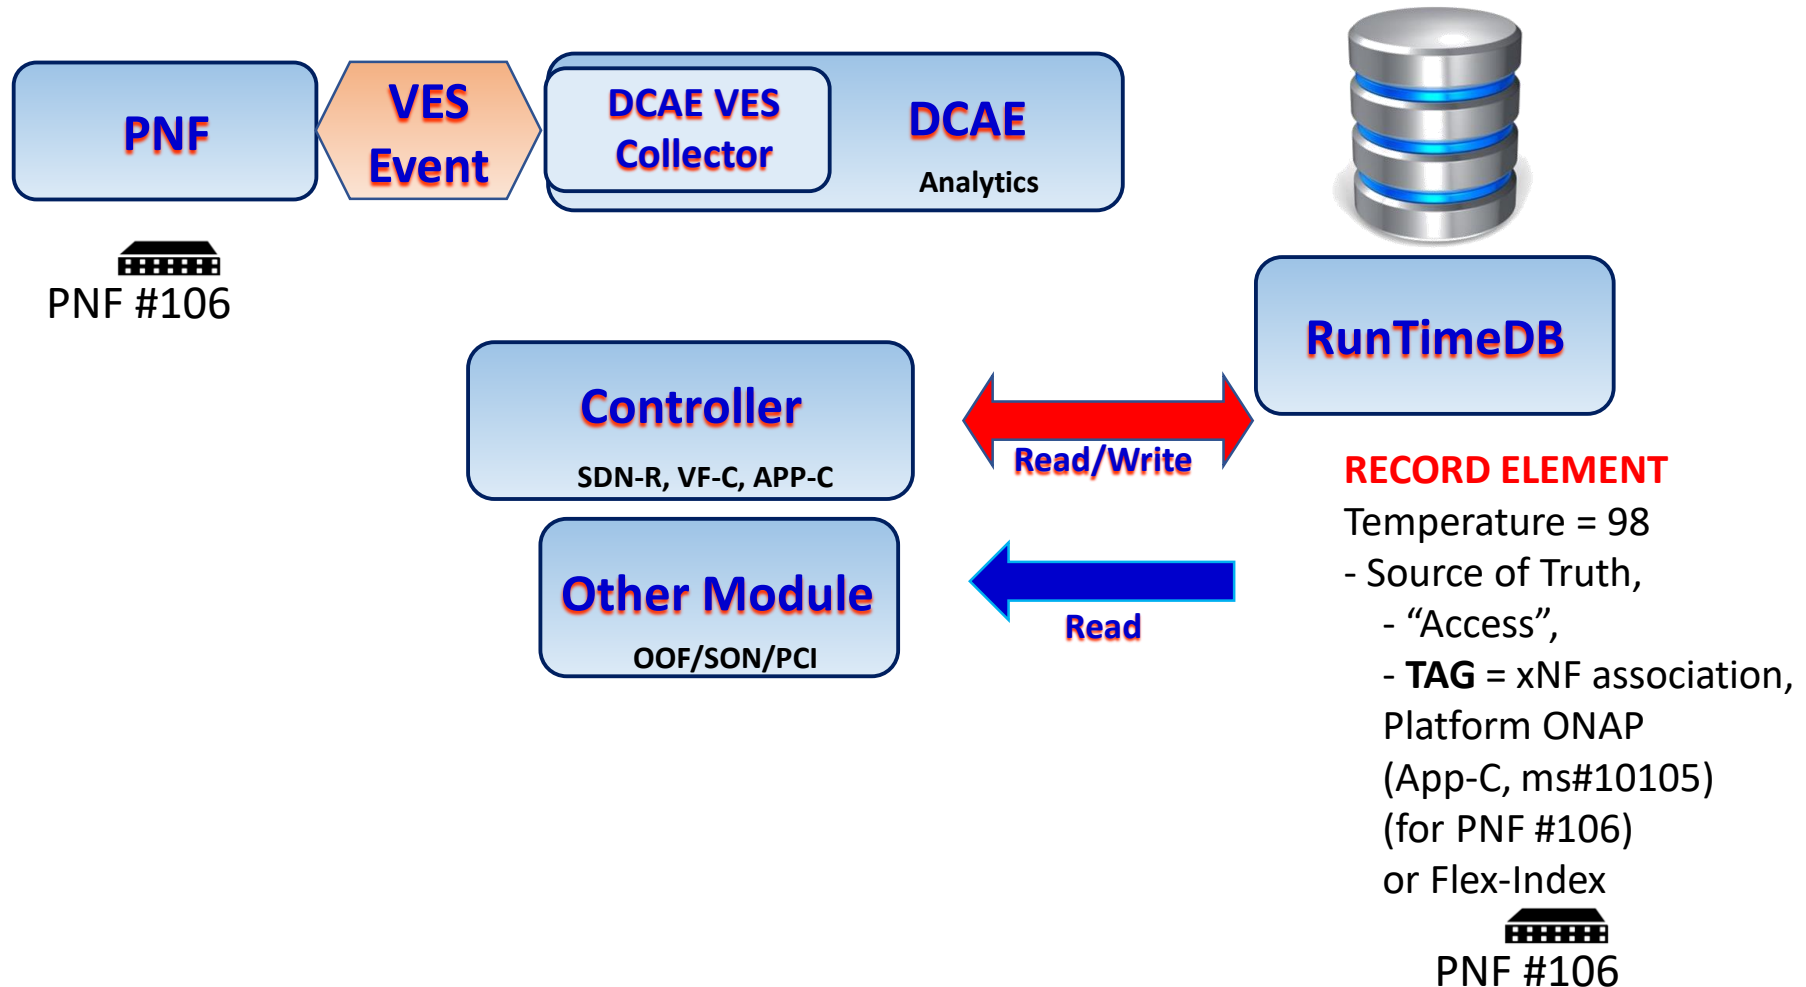 PNF
VES
Event
DCAE VES
Collector
DCAE
Analytics
PNF #106
RunTimeDB
Controller
SDN-R, VF-C, APP-C
Read/Write
Other Module
OOF/SON/PCI
Read
RECORD ELEMENT
Temperature = 98
- Source of Truth,
- “Access”,
- TAG = xNF association,
Platform ONAP
(App-C, ms#10105)
(for PNF #106)
or Flex-Index
PNF #106